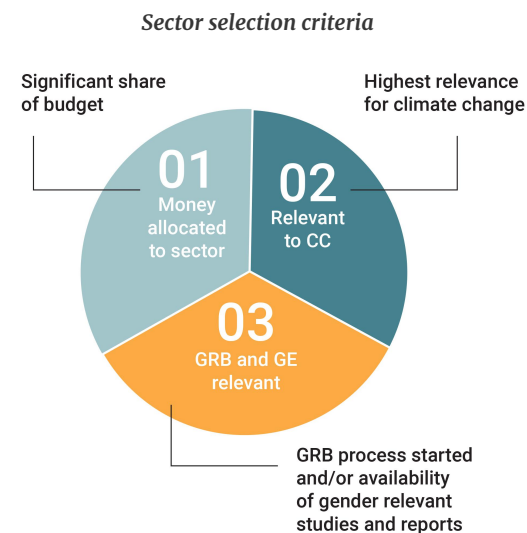 Sector selection criteria
Significant share
of budget
Highest relevance
for climate change
01
Money
allocated
to sector
02
Relevant
to CC
03
GRB and GE
relevant
GRB process started
and/or availability
of gender relevant
studies and reports